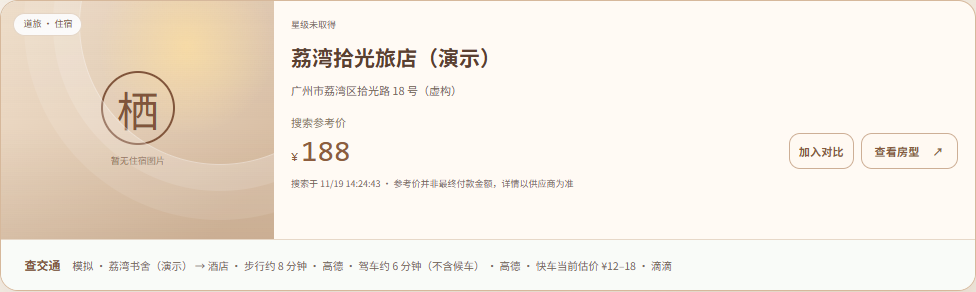 道旅 · 住宿
栖
暂无住宿图片
星级未取得
荔湾拾光旅店（演示）
广州市荔湾区拾光路 18 号（虚构）
搜索参考价
¥188
搜索于 11/19 14:24:43 · 参考价并非最终付款金额，详情以供应商为准
加入对比
查看房型 ↗
查交通 模拟 · 荔湾书舍（演示） → 酒店 · 步行约 8 分钟 · 高德 · 驾车约 6 分钟（不含候车） · 高德 · 快车当前估价 ¥12–18 · 滴滴